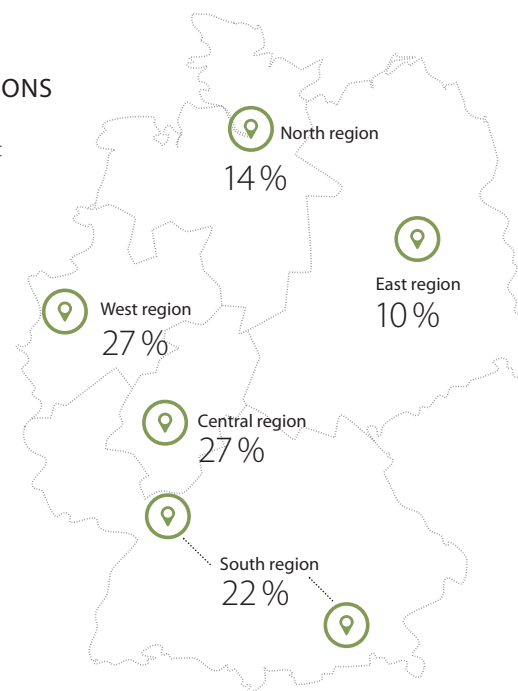 ONS
North region
14 %
East region
10 %
West region
27 %
Central region
27 %
South region
22 %